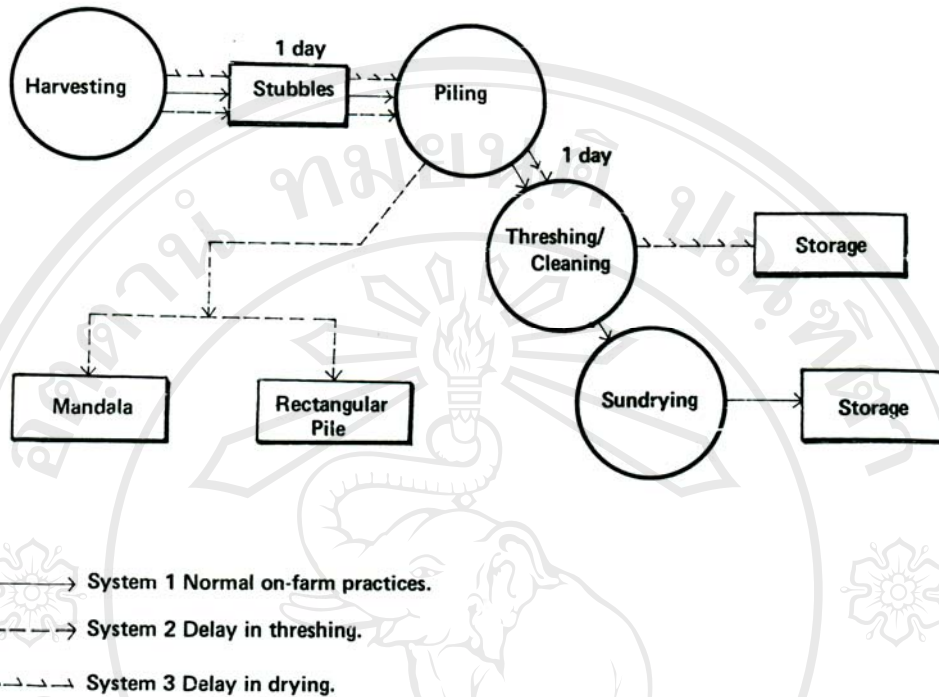 1 day
Harvesting
Stubbles
Piling
1 day
Threshing/
Cleaning
Storage
Mandala
Rectangular
Pile
Sundrying
Storage
System 1 Normal on-farm practices.
System 2 Delay in threshing.
System 3 Delay in drying.